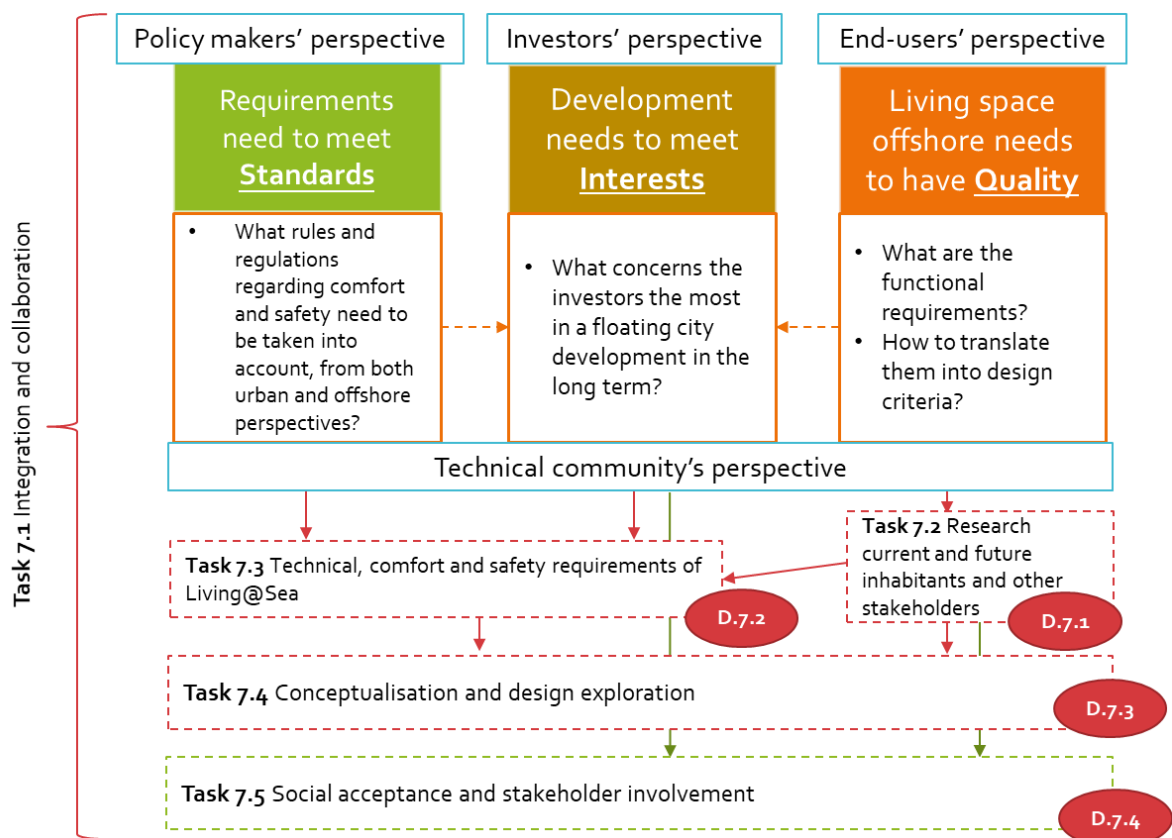 Policy makers’ perspective
Investors’ perspective
End-users’ perspective
Requirements
need to meet
Standards
Development
needs to meet
Interests
Living space
offshore needs
to have Quality
• What rules and
regulations
regarding comfort
and safety need to
be taken into
account, from both
urban and offshore
perspectives?
• What concerns the
investors the most
in a floating city
development in the
long term?
• What are the
functional
requirements?
• How to translate
them into design
criteria?
Technical community’s perspective
Task 7.1 Integration and collaboration
Task 7.3 Technical, comfort and safety requirements of
Living@Sea
D.7.2
Task 7.2 Research
current and future
inhabitants and other
stakeholders
D.7.1
Task 7.4 Conceptualisation and design exploration
D.7.3
Task 7.5 Social acceptance and stakeholder involvement
D.7.4